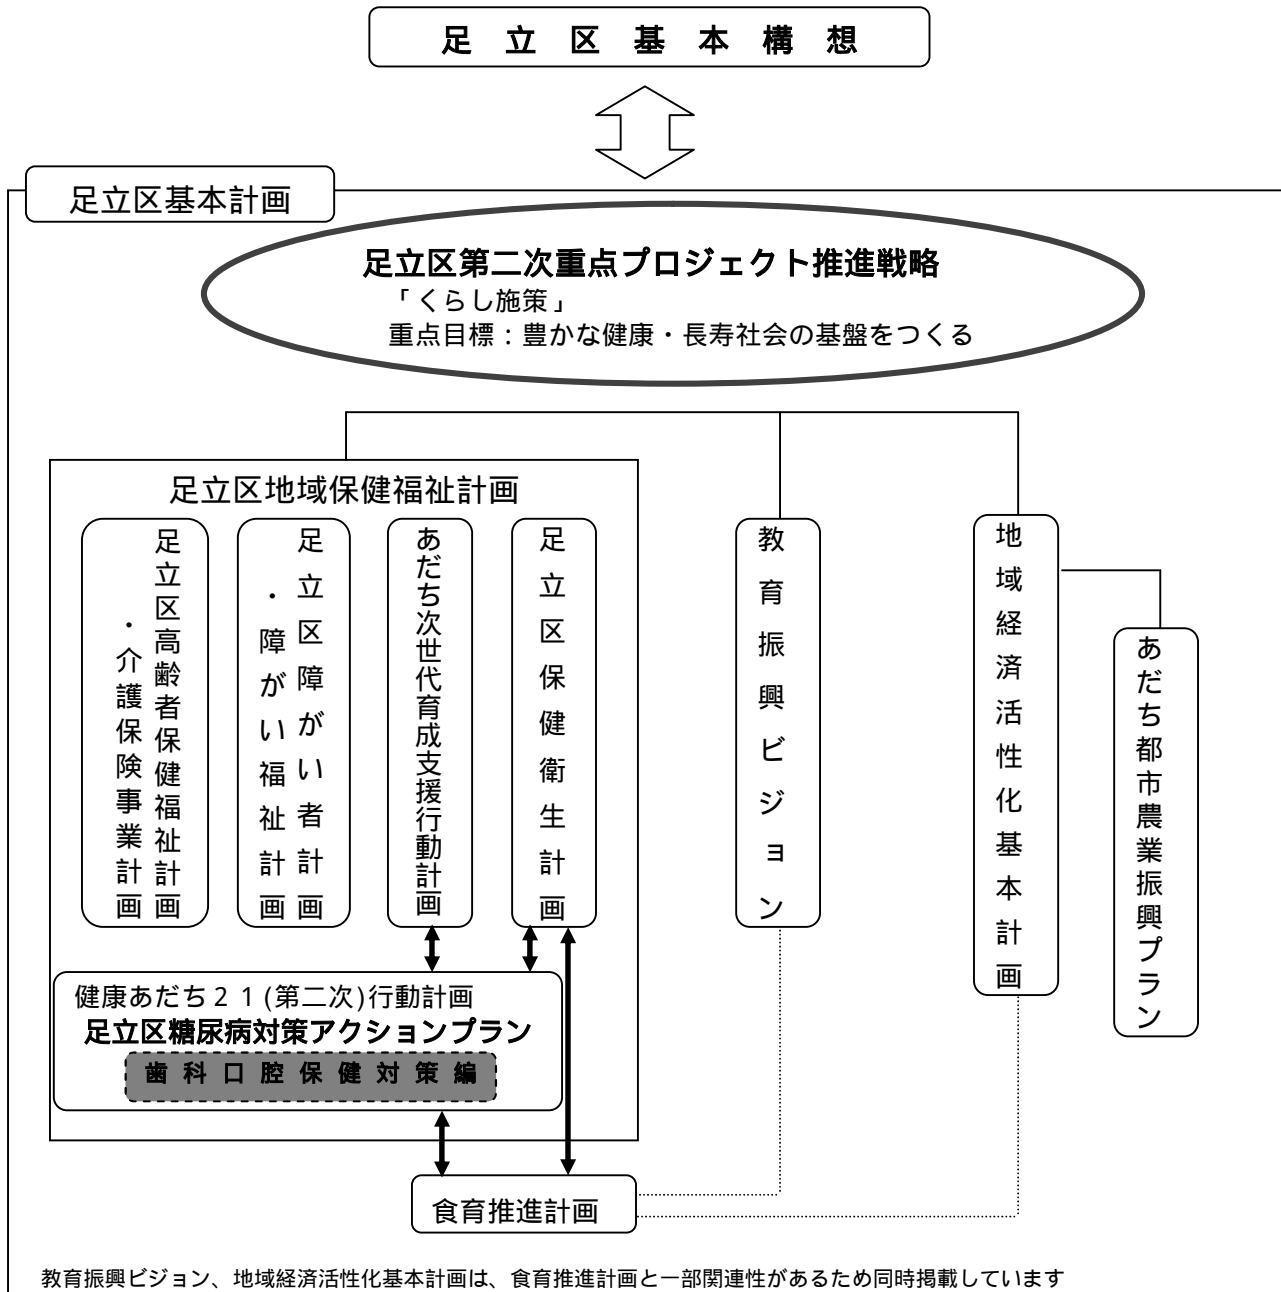 足立区基本構想
足立区基本計画
足立区第二次重点プロジェクト推進戦略
「くらし施策」
重点目標：豊かな健康・長寿社会の基盤をつくる
足立区地域保健福祉計画
足立区高齢者保健福祉計画
・介護保険事業計画
足立区障がい者計画
・障がい福祉計画
あだち次世代育成支援行動計画
足立区保健衛生計画
教育振興ビジョン
地域経済活性化基本計画
あだち都市農業振興プラン
健康あだち２１(第二次)行動計画
足立区糖尿病対策アクションプラン
歯科口腔保健対策編
食育推進計画
教育振興ビジョン、地域経済活性化基本計画は、食育推進計画と一部関連性があるため同時掲載しています